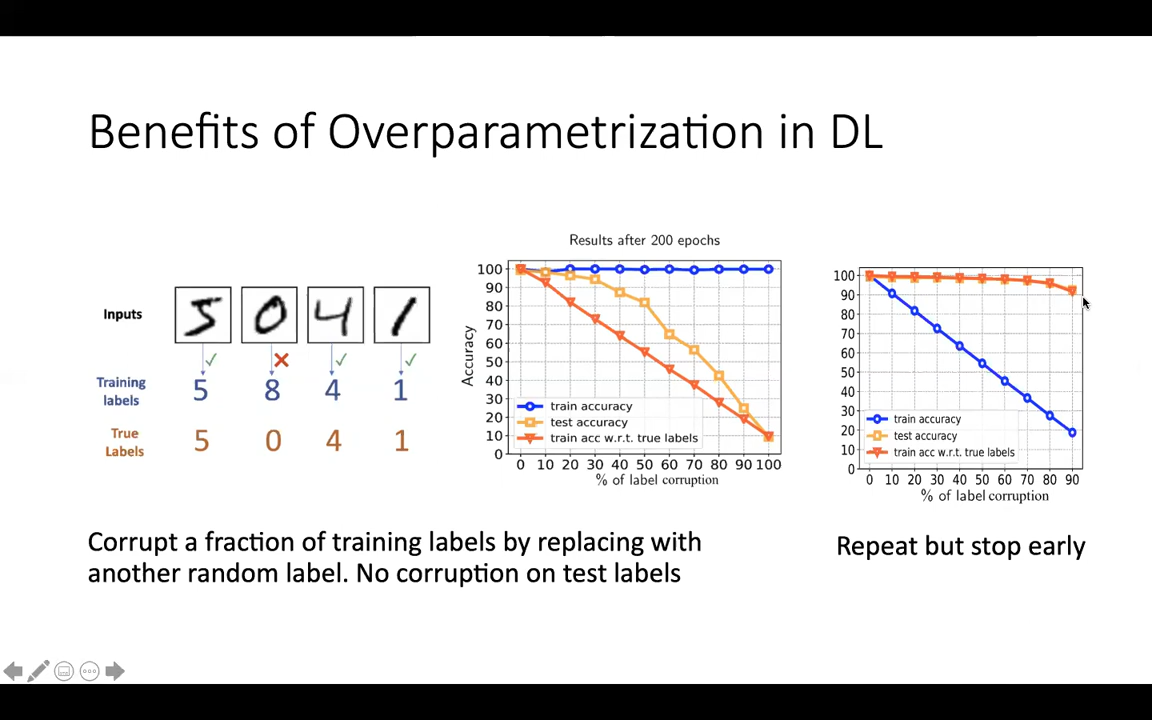 Benefits of Overparametrization in DL
Inputs
5 0 4 1
✓ ✗ ✓ ✓
Training
labels
5 8 4 1
True
Labels
5 0 4 1
Corrupt a fraction of training labels by replacing with
another random label. No corruption on test labels
Results after 200 epochs
Accuracy
100
90
80
70
60
50
40
30
20
10
0
train accuracy
test accuracy
train acc w.r.t. true labels
0 10 20 30 40 50 60 70 80 90 100
% of label corruption
100
90
80
70
60
50
40
30
20
10
0
train accuracy
test accuracy
train acc w.r.t. true labels
0 10 20 30 40 50 60 70 80 90
% of label corruption
Repeat but stop early